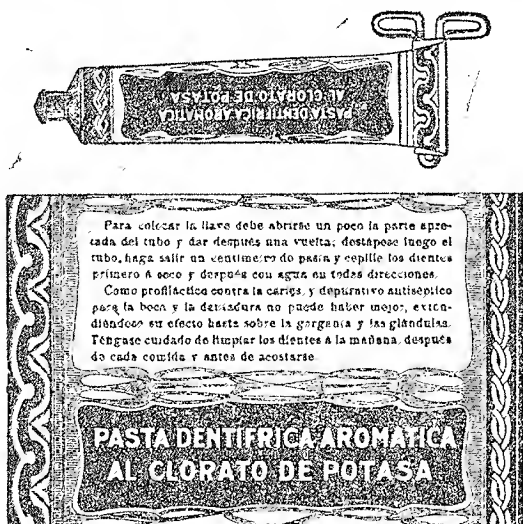 PASTA DENTIFRICA AROMATICA
AL CLORATO DE POTASA
Para colocar la llave debe abrirse un poco la parte apre-
tada del tubo y dar después una vuelta; destápese luego el
tubo, haga salir un centímetro de pasta y cepille los dientes
primero á seco y después con agua en todas direcciones.
Como profiláctico contra la caries, y depurativo antiséptico
para la boca y la dentadura no puede haber mejor, exten-
diéndose su efecto hasta sobre la garganta y las glándulas.
Téngase cuidado de limpiar los dientes á la mañana, después
de cada comida y antes de acostarse
PASTA DENTÍFRICA AROMATICA
AL CLORATO DE POTASA